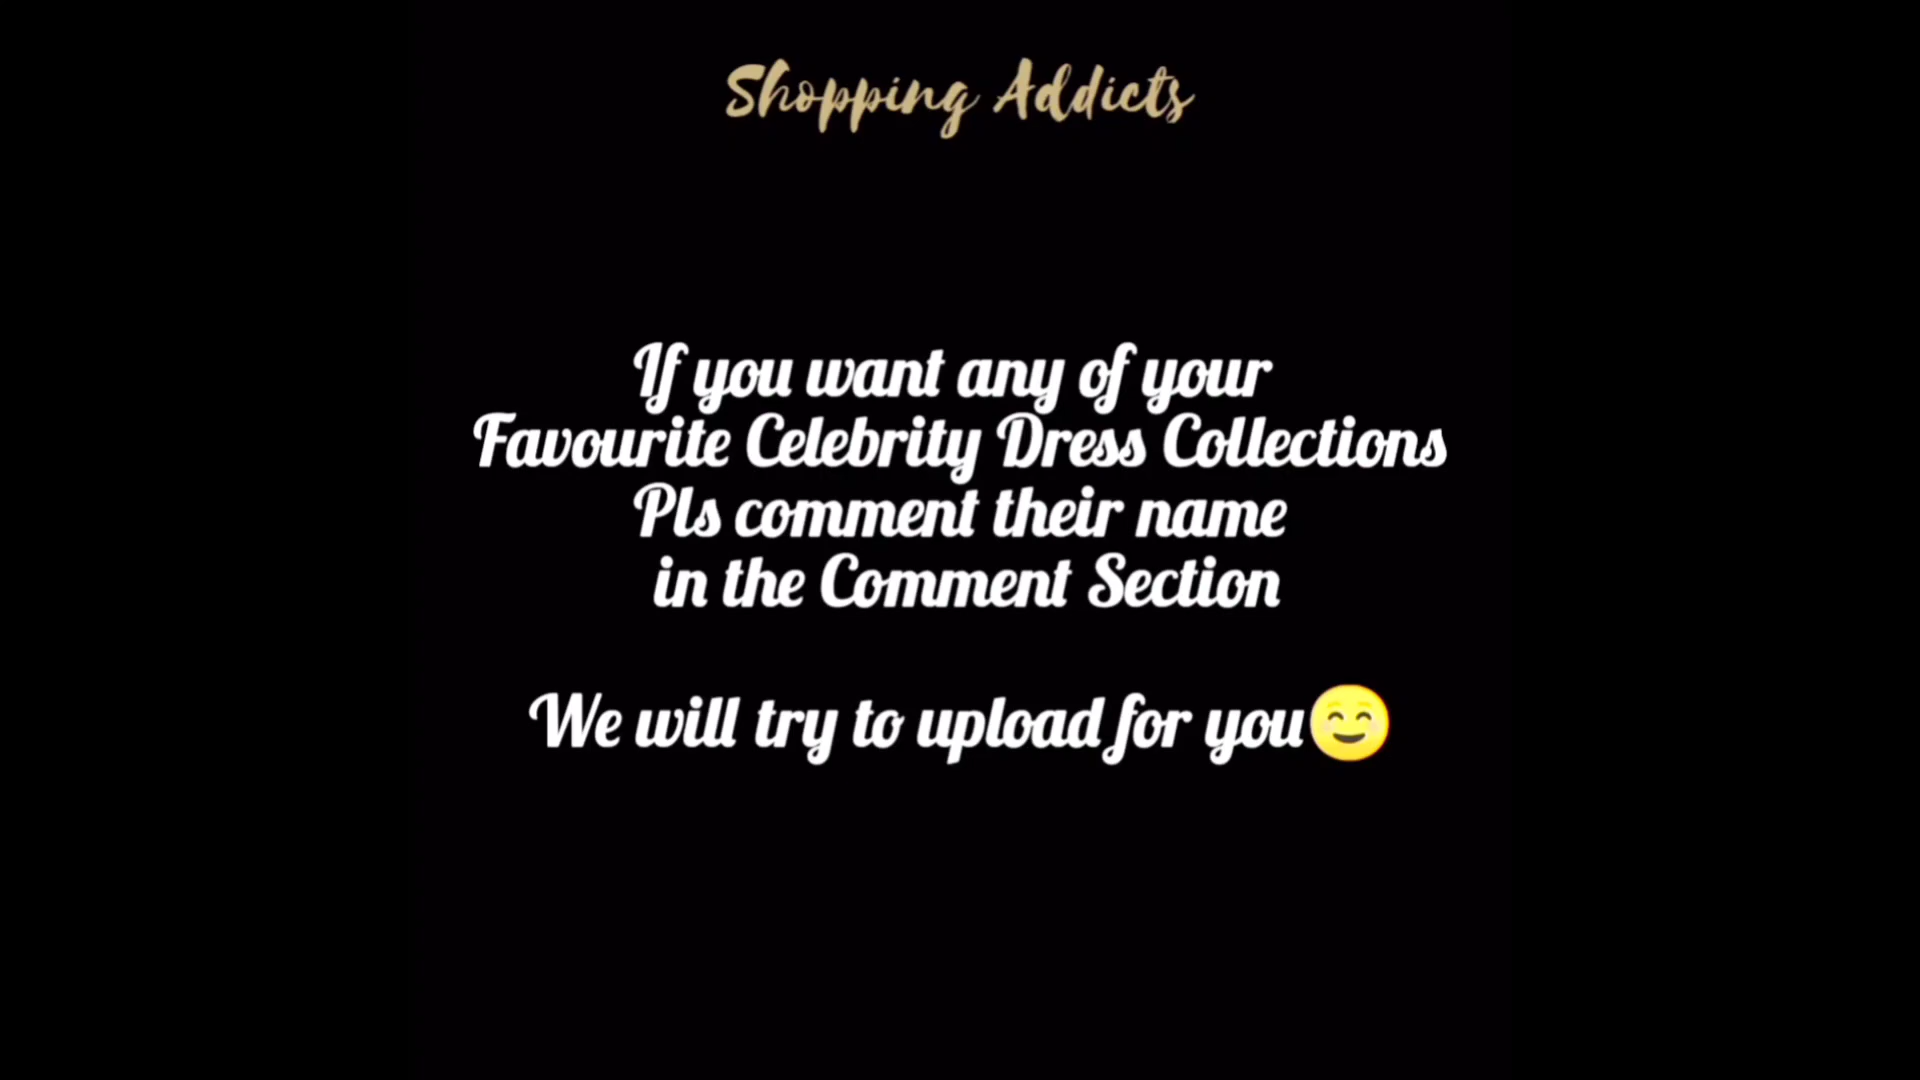 Shopping Addicts
If you want any of your
Favourite Celebrity Dress Collections
Pls comment their name
in the Comment Section
We will try to upload for you😊